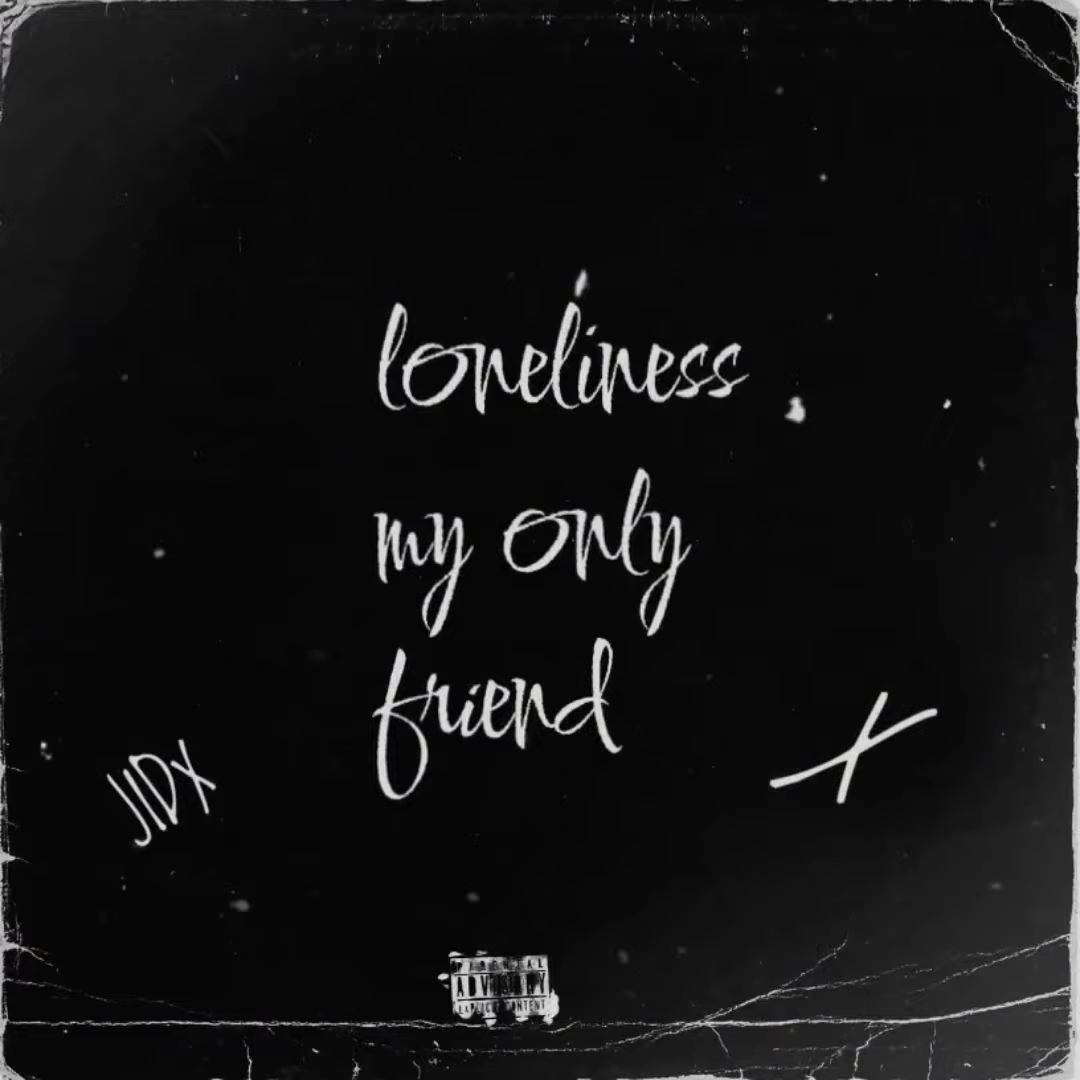 loneliness
my only
friend
JIDX
X
PARENTAL
ADVISORY
EXPLICIT CONTENT